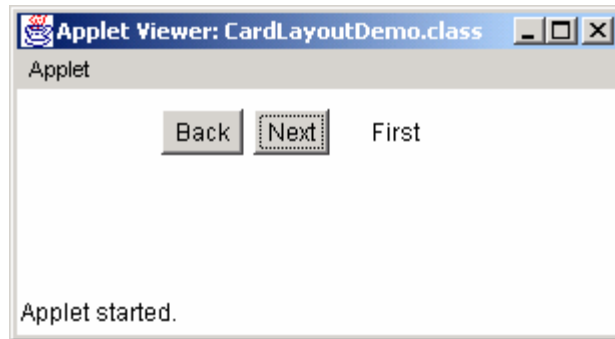 Applet Viewer: CardLayoutDemo.class
Applet
Back Next First
Applet started.